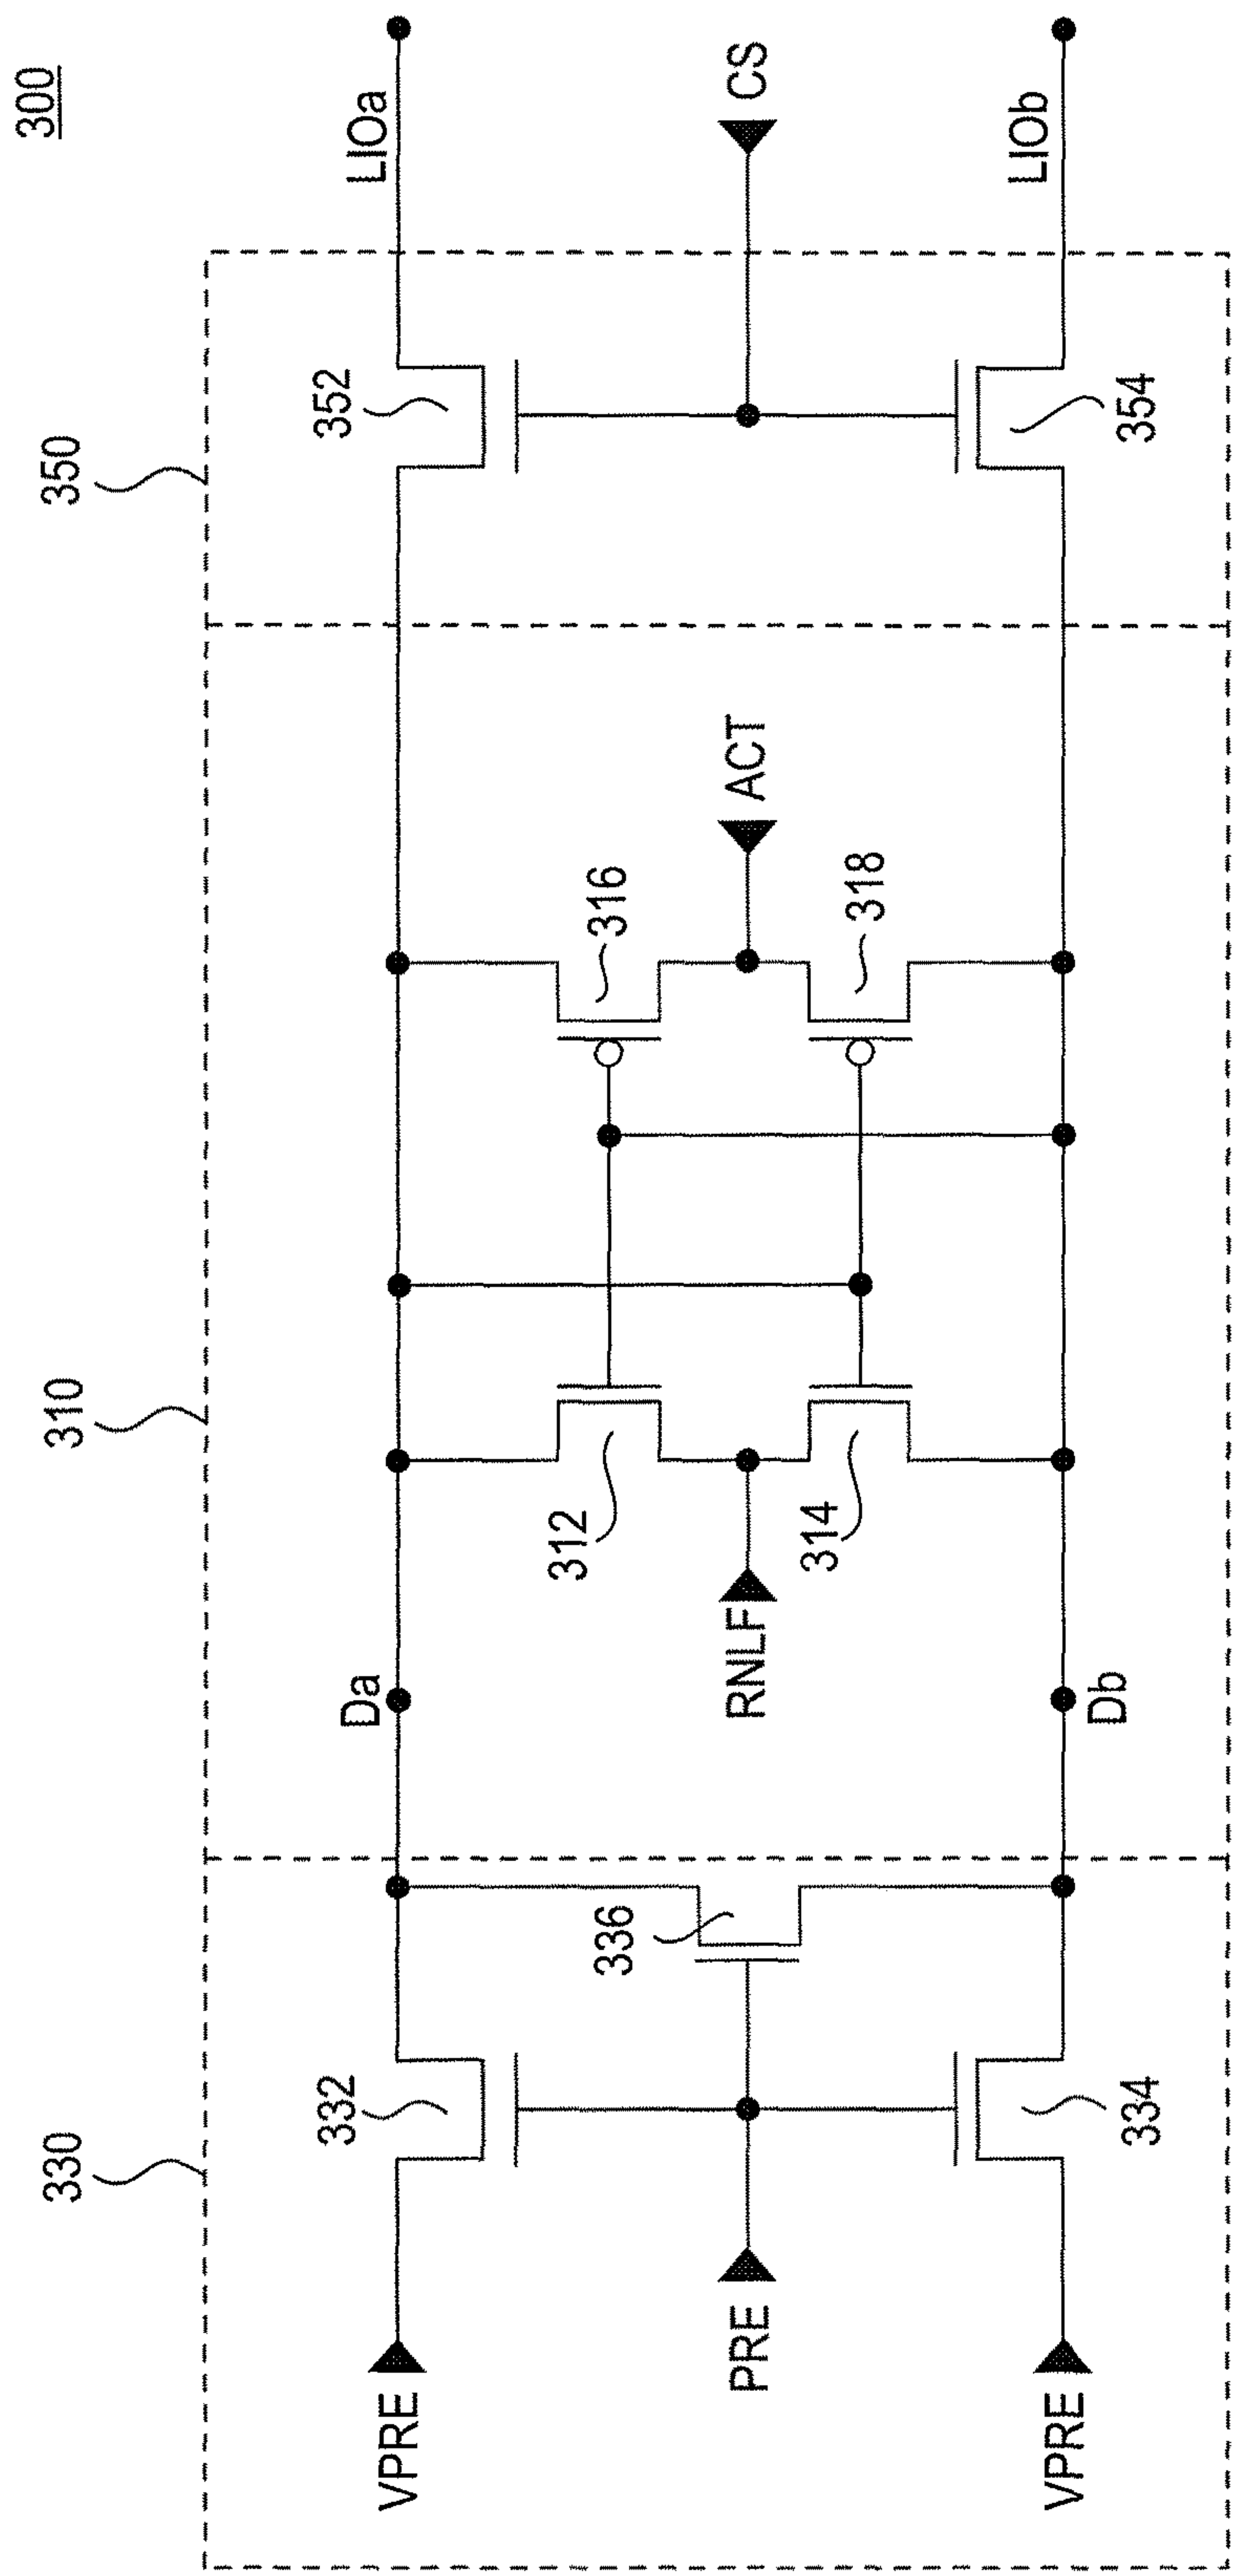 300
330
310
350
VPRE
332
Da
352
LIOa
336
312
316
PRE
RNLF
ACT
CS
314
318
VPRE
334
Db
354
LIOb